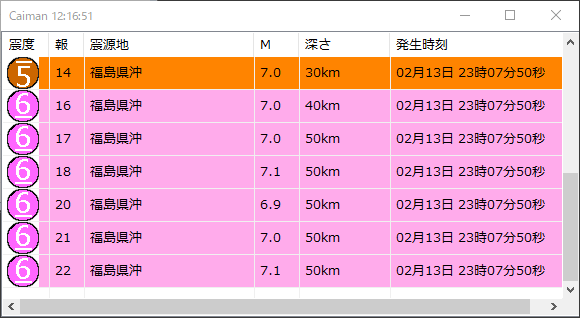 Caiman 12:16:51
震度 報 震源地 M 深さ 発生時刻
5 14 福島県沖 7.0 30km 02月13日 23時07分50秒
6 16 福島県沖 7.0 40km 02月13日 23時07分50秒
6 17 福島県沖 7.0 50km 02月13日 23時07分50秒
6 18 福島県沖 7.1 50km 02月13日 23時07分50秒
6 20 福島県沖 6.9 50km 02月13日 23時07分50秒
6 21 福島県沖 7.0 50km 02月13日 23時07分50秒
6 22 福島県沖 7.1 50km 02月13日 23時07分50秒